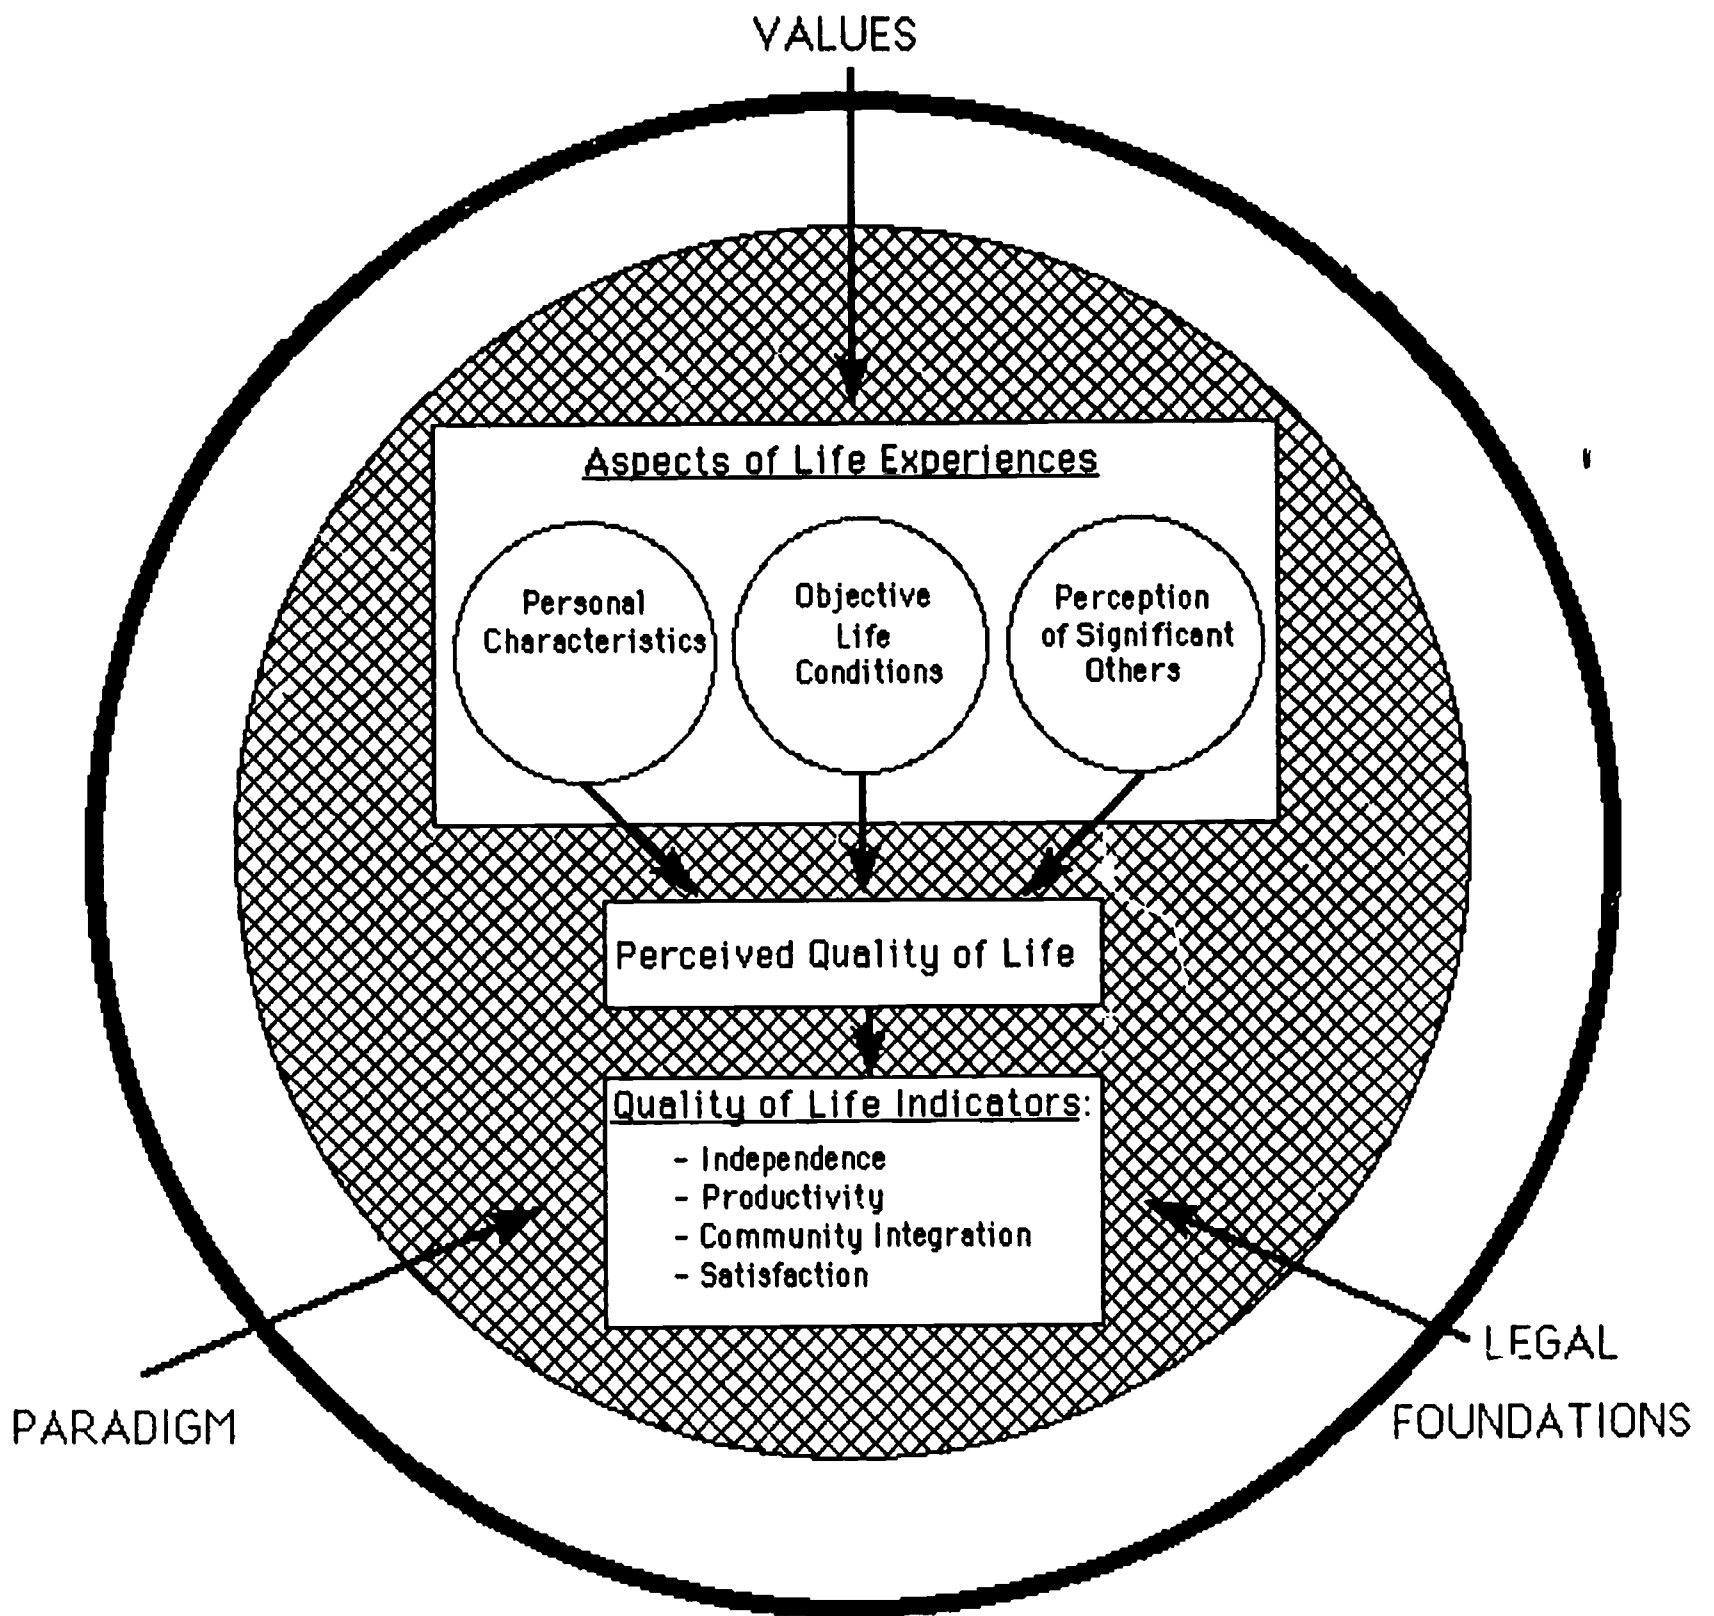 VALUES
Aspects of Life Experiences
Personal
Characteristics
Objective
Life
Conditions
Perception
of Significant
Others
Perceived Quality of Life
Quality of Life Indicators:
- Independence
- Productivity
- Community Integration
- Satisfaction
PARADIGM
LEGAL
FOUNDATIONS